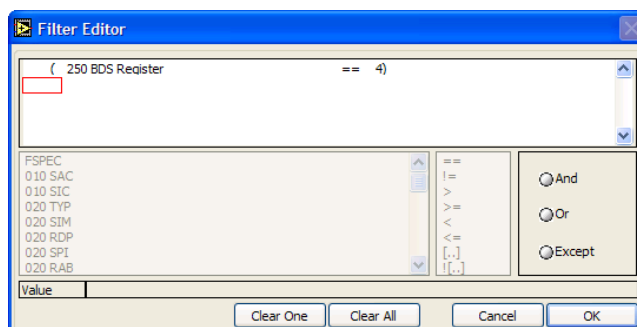 Filter Editor
( 250 BDS Register == 4)
FSPEC
010 SAC
010 SIC
020 TYP
020 SIM
020 RDP
020 SPI
020 RAB
==
!=
>
>=
<
<=
[..]
![..]
And
Or
Except
Value
Clear One
Clear All
Cancel
OK